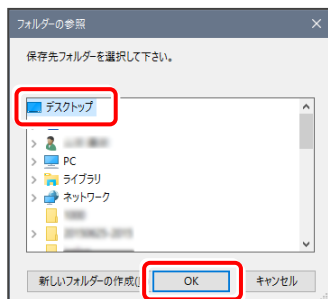 フォルダーの参照
保存先フォルダーを選択して下さい。
デスクトップ
PC
ライブラリ
ネットワーク
新しいフォルダーの作成(
OK
キャンセル